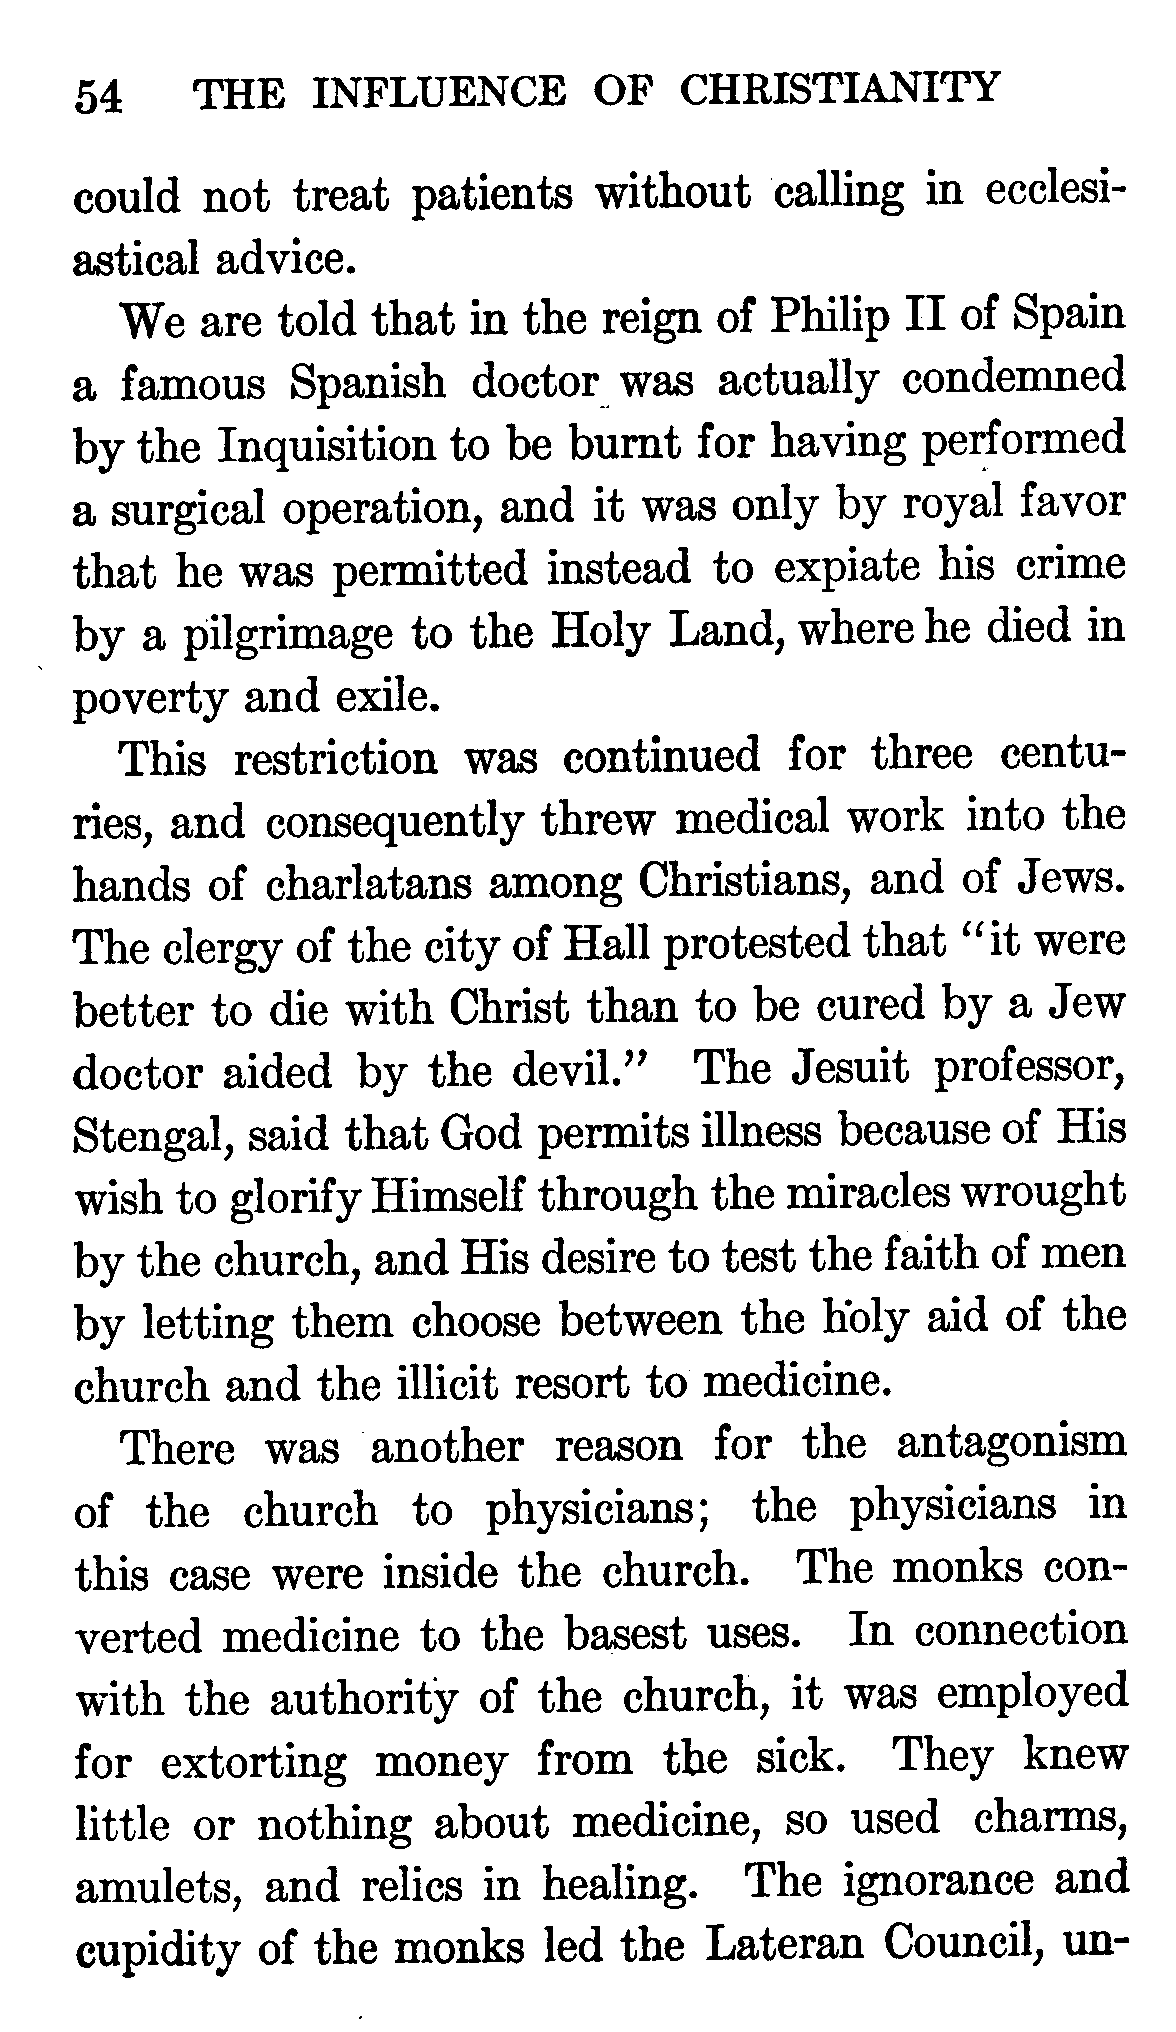 54 THE INFLUENCE OF CHRISTIANITY
could not treat patients without calling in ecclesi-
astical advice.
We are told that in the reign of Philip II of Spain
a famous Spanish doctor was actually condemned
by the Inquisition to be burnt for having performed
a surgical operation, and it was only by royal favor
that he was permitted instead to expiate his crime
by a pilgrimage to the Holy Land, where he died in
poverty and exile.
This restriction was continued for three centu-
ries, and consequently threw medical work into the
hands of charlatans among Christians, and of Jews.
The clergy of the city of Hall protested that "it were
better to die with Christ than to be cured by a Jew
doctor aided by the devil." The Jesuit professor,
Stengal, said that God permits illness because of His
wish to glorify Himself through the miracles wrought
by the church, and His desire to test the faith of men
by letting them choose between the holy aid of the
church and the illicit resort to medicine.
There was another reason for the antagonism
of the church to physicians; the physicians in
this case were inside the church. The monks con-
verted medicine to the basest uses. In connection
with the authority of the church, it was employed
for extorting money from the sick. They knew
little or nothing about medicine, so used charms,
amulets, and relics in healing. The ignorance and
cupidity of the monks led the Lateran Council, un-